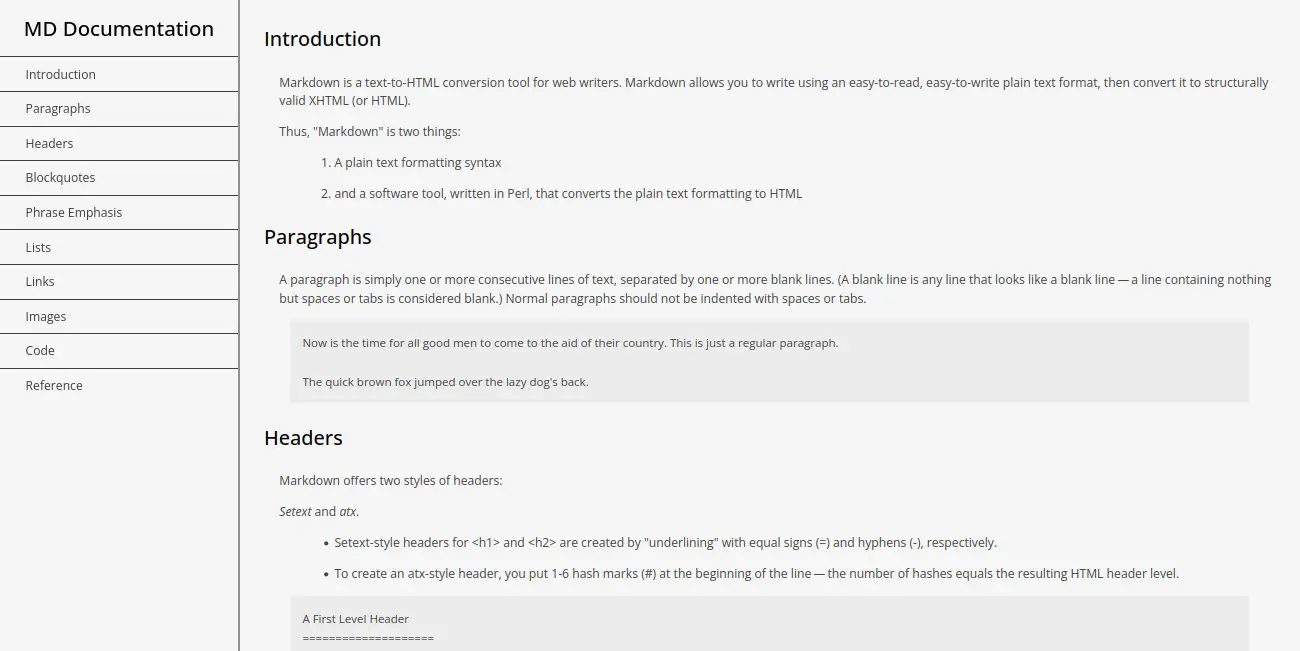 MD Documentation
Introduction
Paragraphs
Headers
Blockquotes
Phrase Emphasis
Lists
Links
Images
Code
Reference
Introduction
Markdown is a text-to-HTML conversion tool for web writers. Markdown allows you to write using an easy-to-read, easy-to-write plain text format, then convert it to structurally
valid XHTML (or HTML).
Thus, "Markdown" is two things:
1. A plain text formatting syntax
2. and a software tool, written in Perl, that converts the plain text formatting to HTML
Paragraphs
A paragraph is simply one or more consecutive lines of text, separated by one or more blank lines. (A blank line is any line that looks like a blank line — a line containing nothing
but spaces or tabs is considered blank.) Normal paragraphs should not be indented with spaces or tabs.
Now is the time for all good men to come to the aid of their country. This is just a regular paragraph.
The quick brown fox jumped over the lazy dog's back.
Headers
Markdown offers two styles of headers:
Setext and atx.
• Setext-style headers for <h1> and <h2> are created by "underlining" with equal signs (=) and hyphens (-), respectively.
• To create an atx-style header, you put 1-6 hash marks (#) at the beginning of the line — the number of hashes equals the resulting HTML header level.
A First Level Header
====================